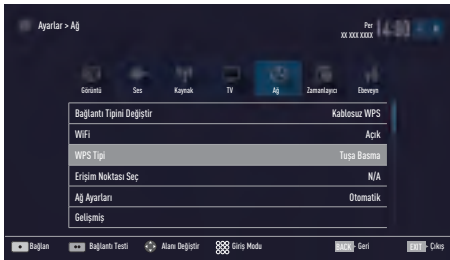 Ayarlar > Ağ
Per
XX XXX XXXX
14:00
Görüntü Ses Kaynak TV Ağ Zamanlayıcı Ebeveyn
Bağlantı Tipini Değiştir Kablosuz WPS
WiFi Açık
WPS Tipi Tuşa Basma
Erişim Noktası Seç N/A
Ağ Ayarları Otomatik
Gelişmiş
Bağlan Bağlantı Testi Alanı Değiştir Giriş Modu BACK - Geri EXIT - Çıkış